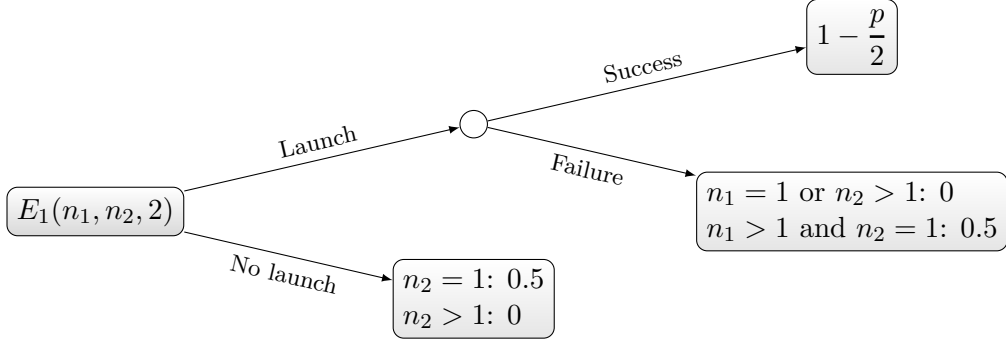 1 - p/2
Success
Launch
Failure
n₁ = 1 or n₂ > 1: 0
n₁ > 1 and n₂ = 1: 0.5
E₁(n₁, n₂, 2)
No launch
n₂ = 1: 0.5
n₂ > 1: 0